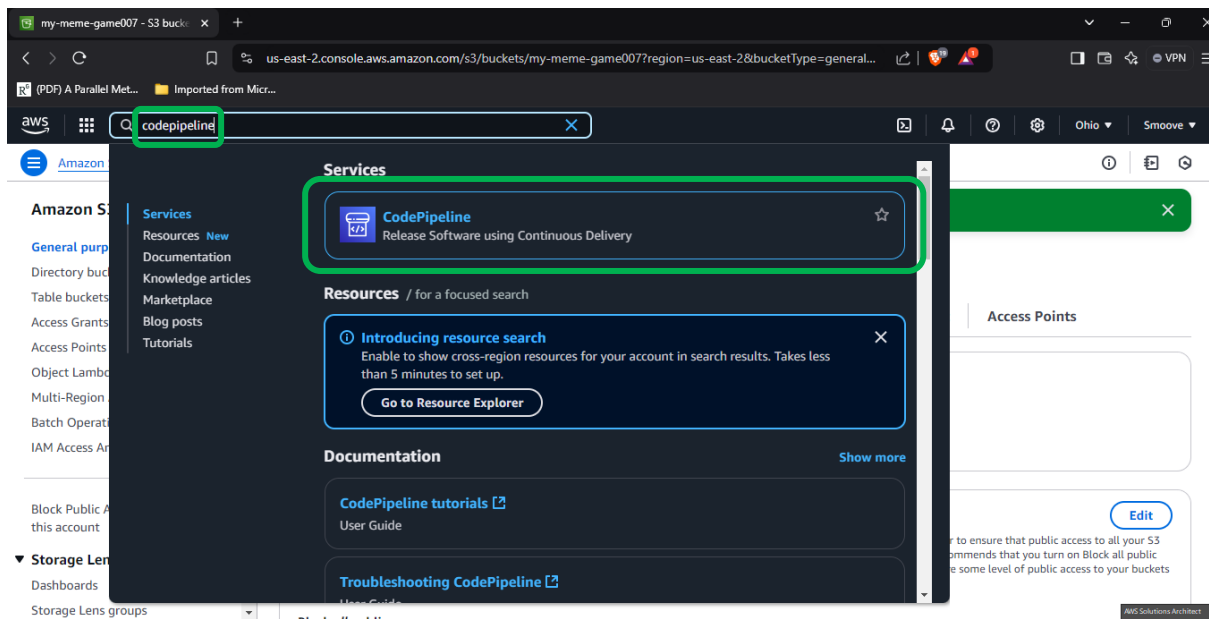 my-meme-game007 - S3 bucke
us-east-2.console.aws.amazon.com/s3/buckets/my-meme-game007?region=us-east-2&bucketType=general...
VPN
(PDF) A Parallel Met...
Imported from Micr...
aws
codepipeline
Ohio
Smoove
Amazon
Services
Amazon S
Services
CodePipeline
Release Software using Continuous Delivery
General purp
Resources New
Directory buc
Documentation
Table buckets
Knowledge articles
Resources / for a focused search
Access Grants
Marketplace
Access Points
Blog posts
Access Points
Tutorials
Introducing resource search
Enable to show cross-region resources for your account in search results. Takes less
than 5 minutes to set up.
Object Lambd
Multi-Region
Go to Resource Explorer
Batch Operati
IAM Access An
Documentation
Show more
CodePipeline tutorials
User Guide
Block Public A
this account
Edit
r to ensure that public access to all your S3
ommends that you turn on Block all public
e some level of public access to your buckets
Storage Len
Dashboards
Troubleshooting CodePipeline
User Guide
Storage Lens groups
AWS Solutions Architect